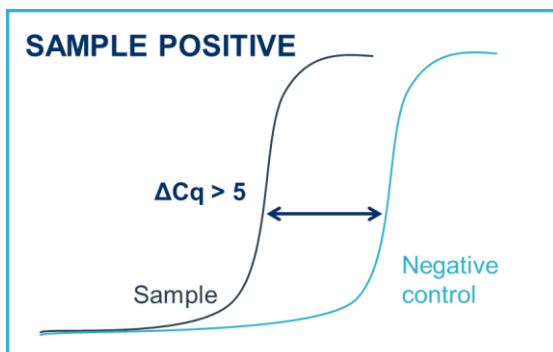 SAMPLE POSITIVE
ΔCq > 5
Sample
Negative
control